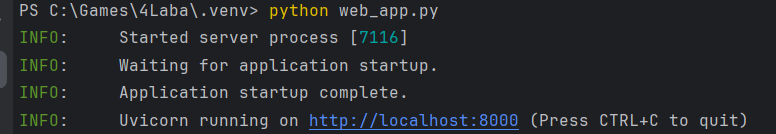 PS C:\Games\4Laba\.venv> python web_app.py
INFO:     Started server process [7116]
INFO:     Waiting for application startup.
INFO:     Application startup complete.
INFO:     Uvicorn running on http://localhost:8000 (Press CTRL+C to quit)